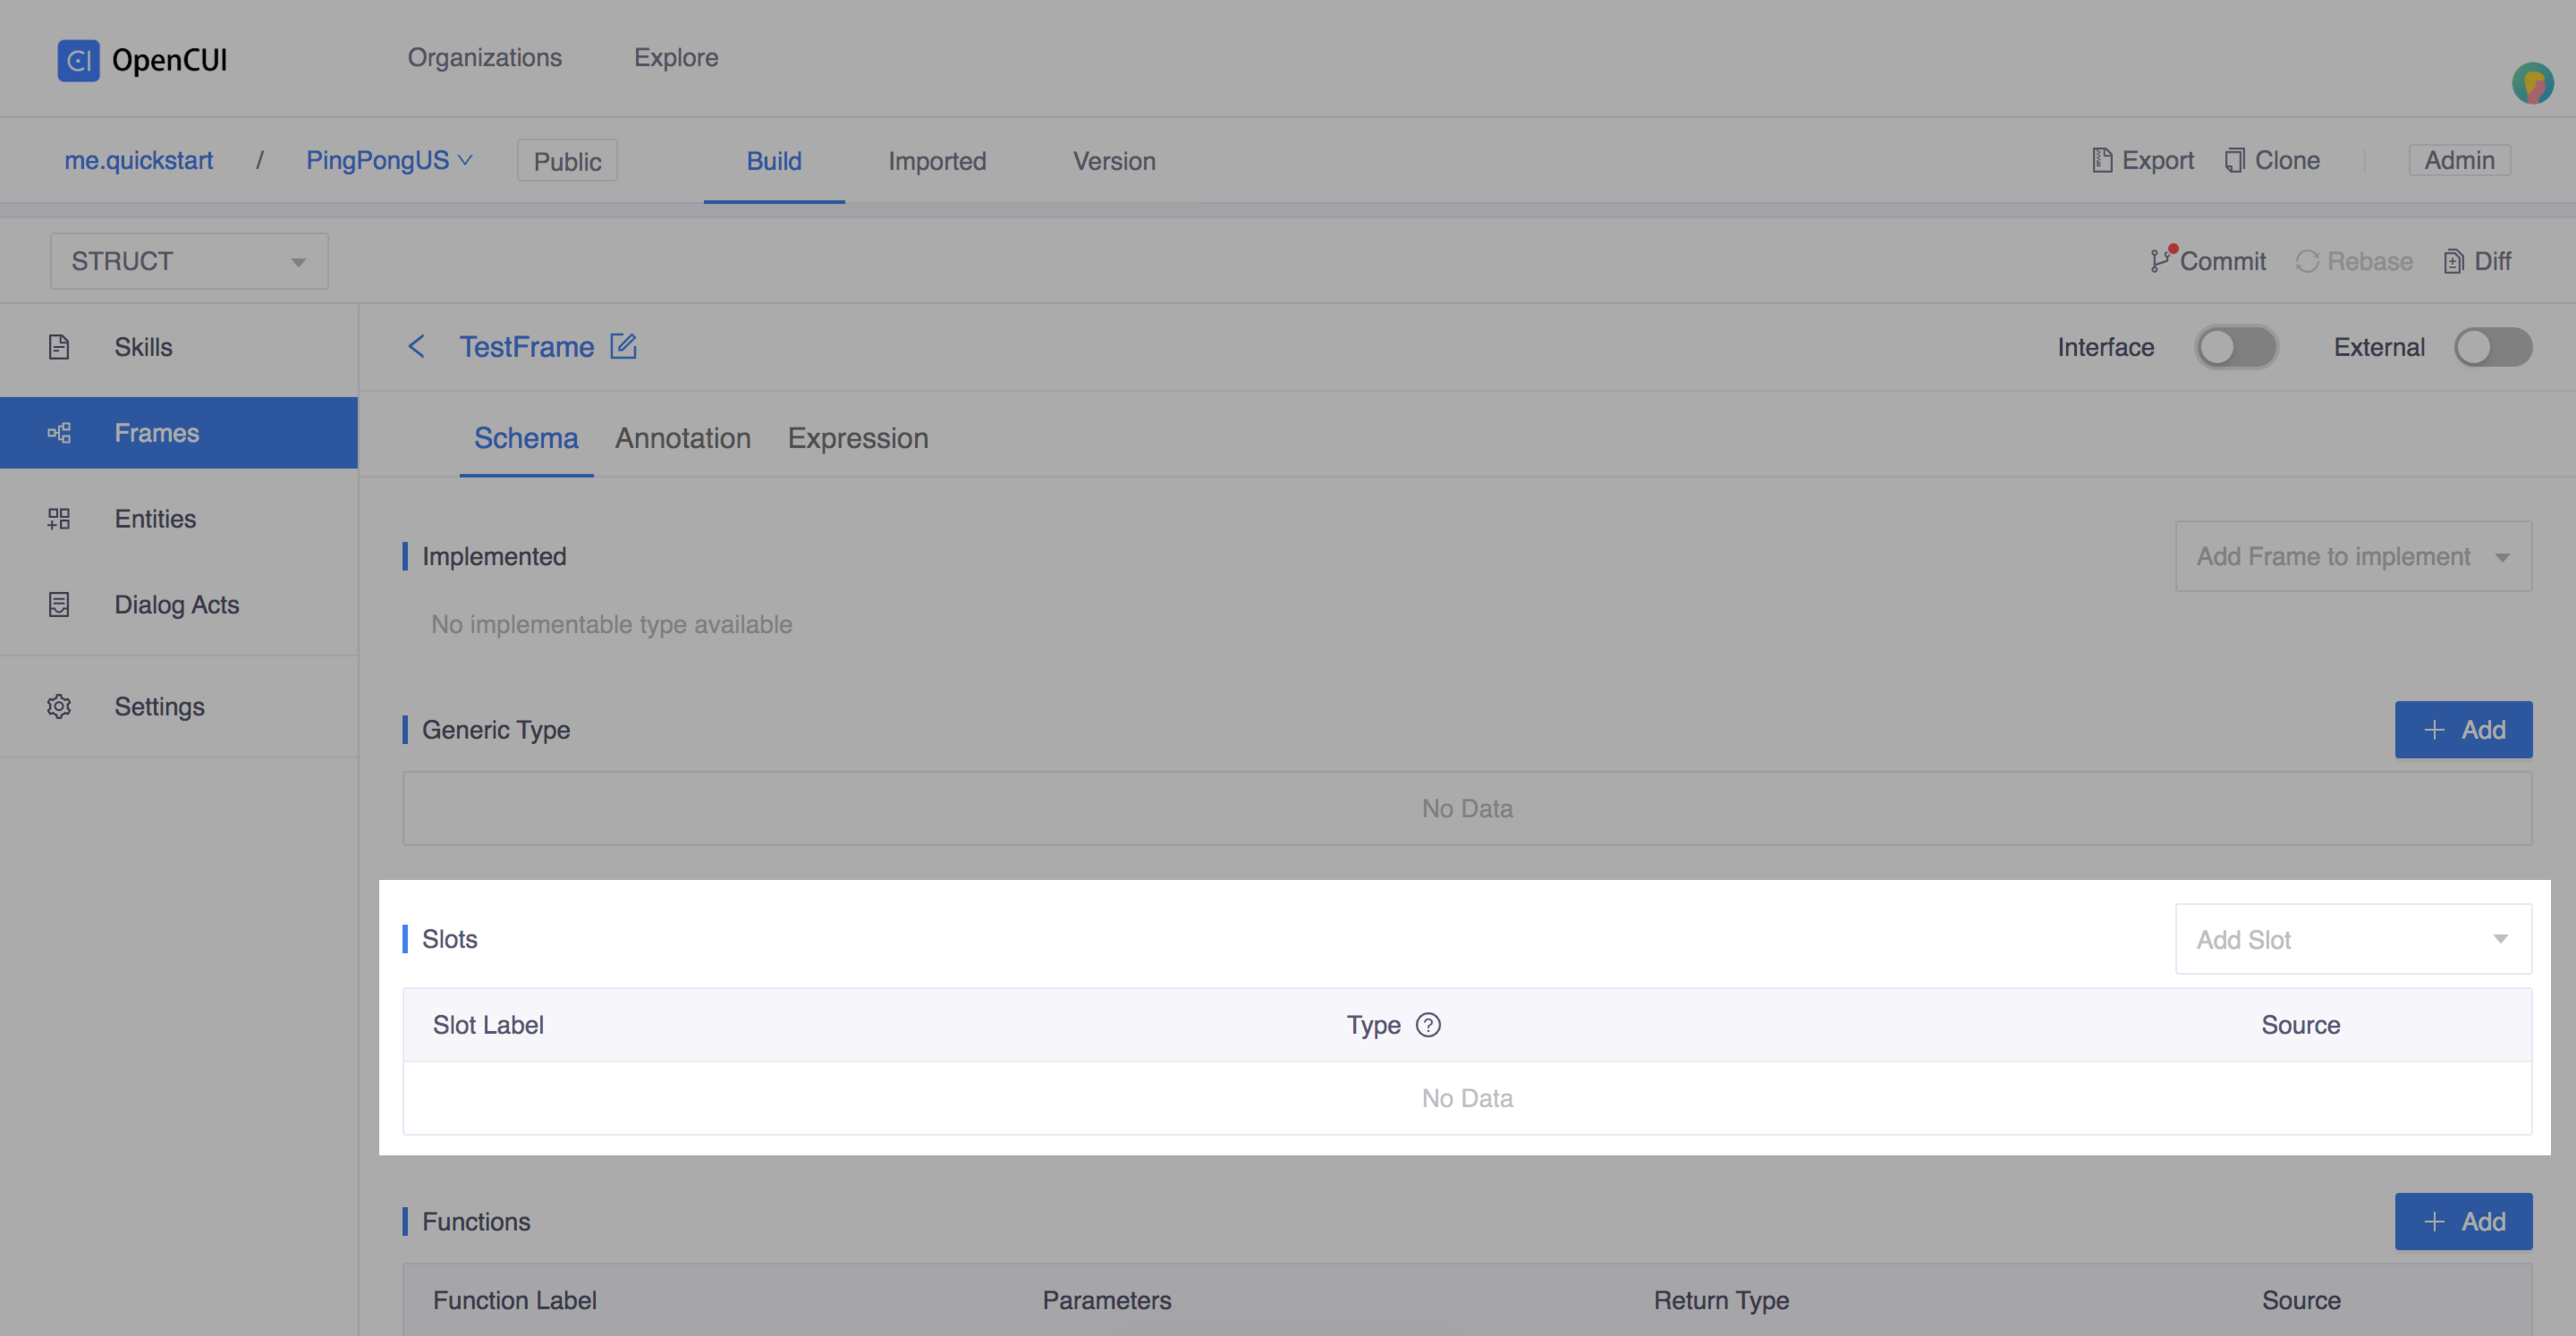 OpenCUI Organizations Explore
me.quickstart / PingPongUS Public Build Imported Version Export Clone Admin
STRUCT Commit Rebase Diff
Skills
Frames
Entities
Dialog Acts
Settings
TestFrame Interface External
Schema Annotation Expression
Implemented Add Frame to implement
No implementable type available
Generic Type + Add
No Data
Slots Add Slot
Slot Label Type ? Source
No Data
Functions + Add
Function Label Parameters Return Type Source